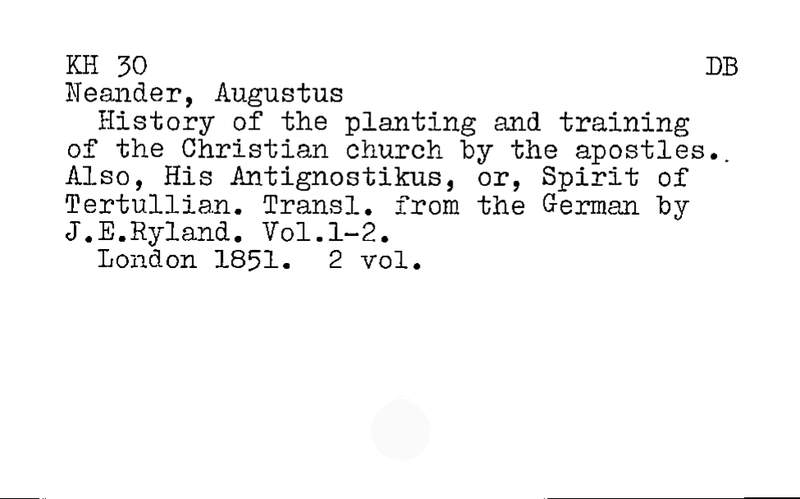 KH 30 DB
Neander, Augustus
History of the planting and training
of the Christian church by the apostles..
Also, His Antignostikus, or, Spirit of
Tertullian. Transl. from the German by
J.E.Ryland. Vol.1-2.
London 1851. 2 vol.